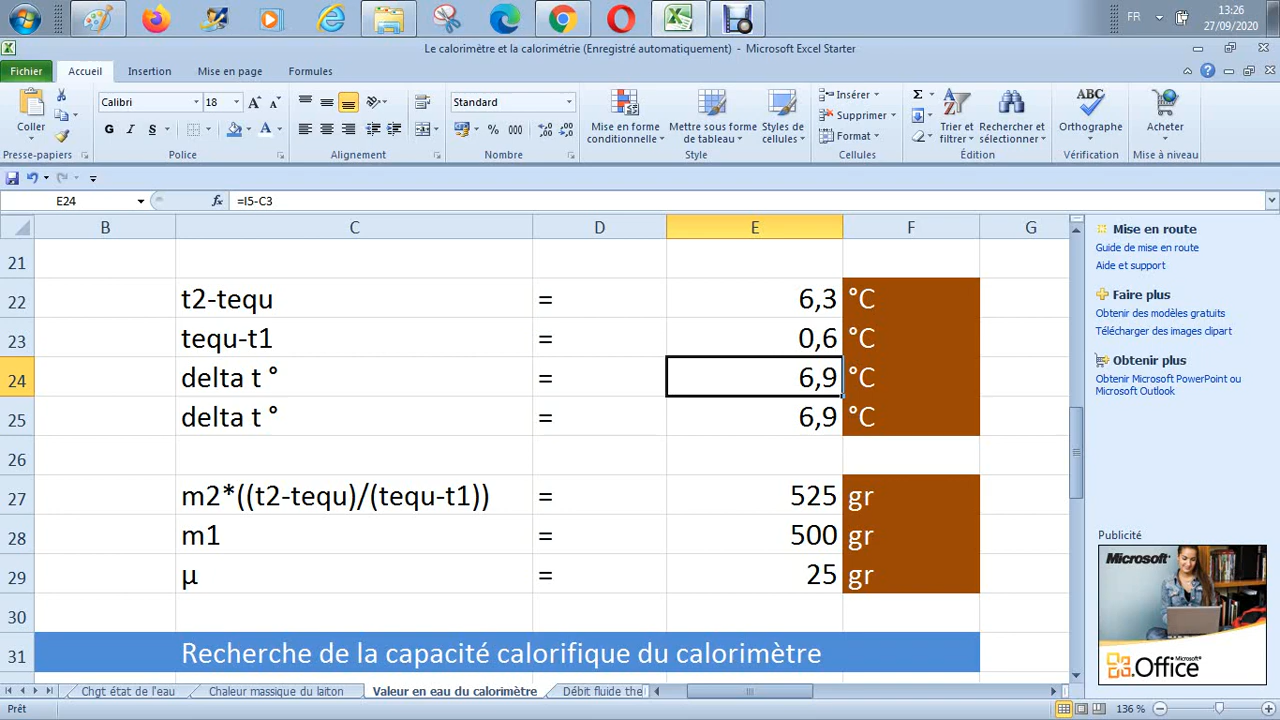 FR
13:26
27/09/2020
Le calorimètre et la calorimétrie (Enregistré automatiquement) - Microsoft Excel Starter
Fichier Accueil Insertion Mise en page Formules
Coller
Presse-papiers
Calibri 18
G I S
Police
Alignement
Standard
% 000
Nombre
Mise en forme conditionnelle
Mettre sous forme de tableau
Styles de cellules
Style
Insérer
Supprimer
Format
Cellules
Σ
Trier et filtrer
Rechercher et sélectionner
Édition
ABC
Orthographe
Vérification
Acheter
Mise à niveau
E24 fx =I5-C3
B C D E F G
21
22 t2-tequ = 6,3 °C
23 tequ-t1 = 0,6 °C
24 delta t ° = 6,9 °C
25 delta t ° = 6,9 °C
26
27 m2*((t2-tequ)/(tequ-t1)) = 525 gr
28 m1 = 500 gr
29 µ = 25 gr
30
31 Recherche de la capacité calorifique du calorimètre
Mise en route
Guide de mise en route
Aide et support
Faire plus
Obtenir des modèles gratuits
Télécharger des images clipart
Obtenir plus
Obtenir Microsoft PowerPoint ou
Microsoft Outlook
Publicité
Microsoft
Microsoft
Office
Chgt état de l'eau Chaleur massique du laiton Valeur en eau du calorimètre Débit fluide the
Prêt
136 %